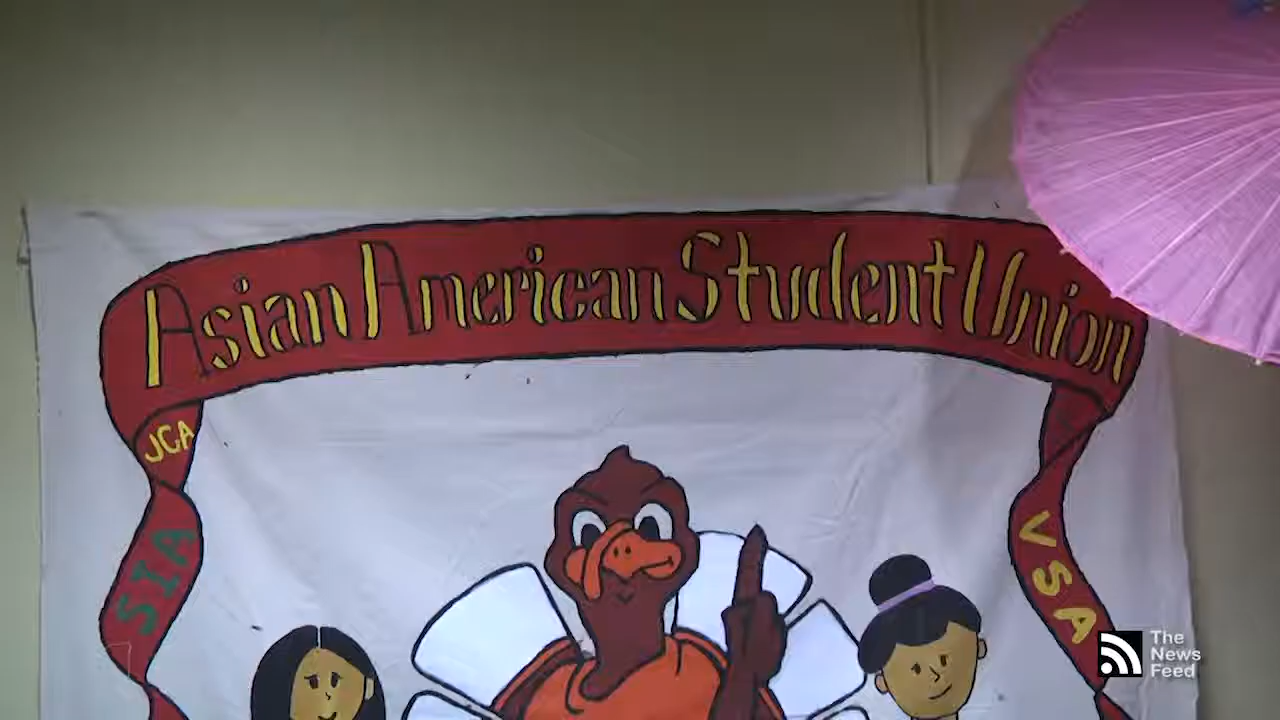 Asian American Student Union
JCA
SIA
VSA
The
News
Feed